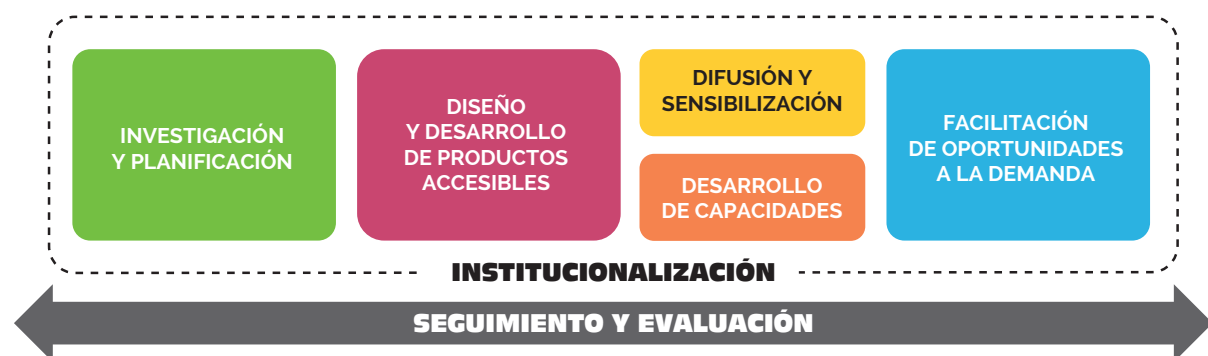 INVESTIGACIÓN
Y PLANIFICACIÓN
DISEÑO
Y DESARROLLO
DE PRODUCTOS
ACCESIBLES
DIFUSIÓN Y
SENSIBILIZACIÓN
DESARROLLO
DE CAPACIDADES
FACILITACIÓN
DE OPORTUNIDADES
A LA DEMANDA
INSTITUCIONALIZACIÓN
SEGUIMIENTO Y EVALUACIÓN